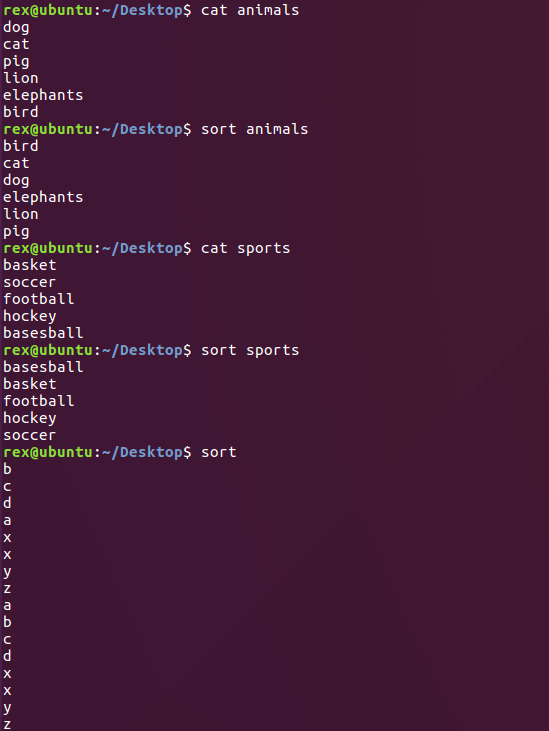 rex@ubuntu:~/Desktop$ cat animals
dog
cat
pig
lion
elephants
bird
rex@ubuntu:~/Desktop$ sort animals
bird
cat
dog
elephants
lion
pig
rex@ubuntu:~/Desktop$ cat sports
basket
soccer
football
hockey
basesball
rex@ubuntu:~/Desktop$ sort sports
basesball
basket
football
hockey
soccer
rex@ubuntu:~/Desktop$ sort
b
c
d
a
x
x
y
z
a
b
c
d
x
x
y
z